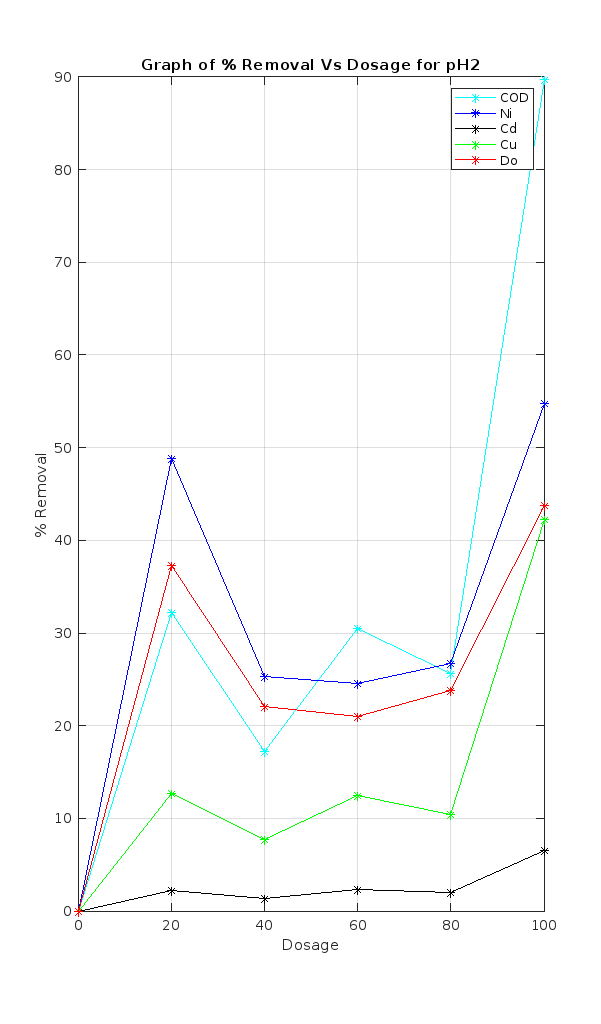 Graph of % Removal Vs Dosage for pH2
COD
Ni
Cd
Cu
Do
90
80
70
60
50
40
30
20
10
0
% Removal
0 20 40 60 80 100
Dosage